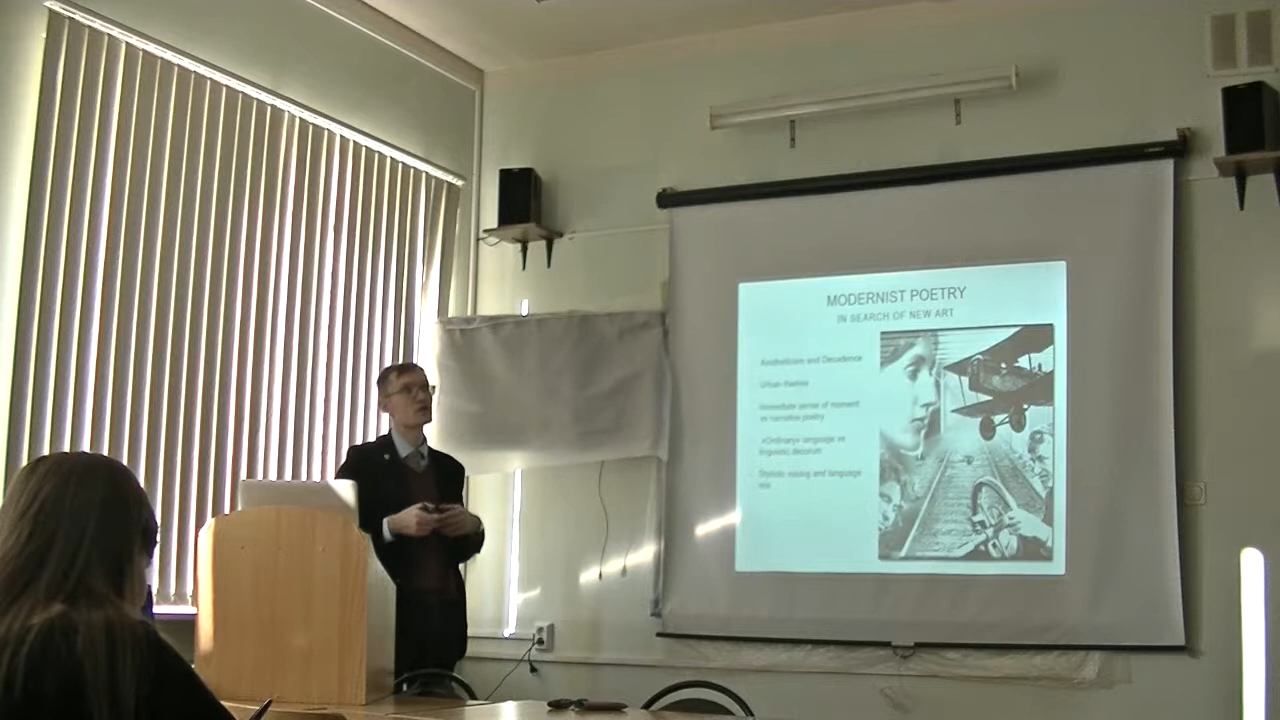 MODERNIST POETRY
IN SEARCH OF NEW ART
Aestheticism and Decadence
Urban themes
Immediate sense of moment
vs narrative poetry
«Ordinary» language vs
linguistic decorum
Stylistic mixing and language